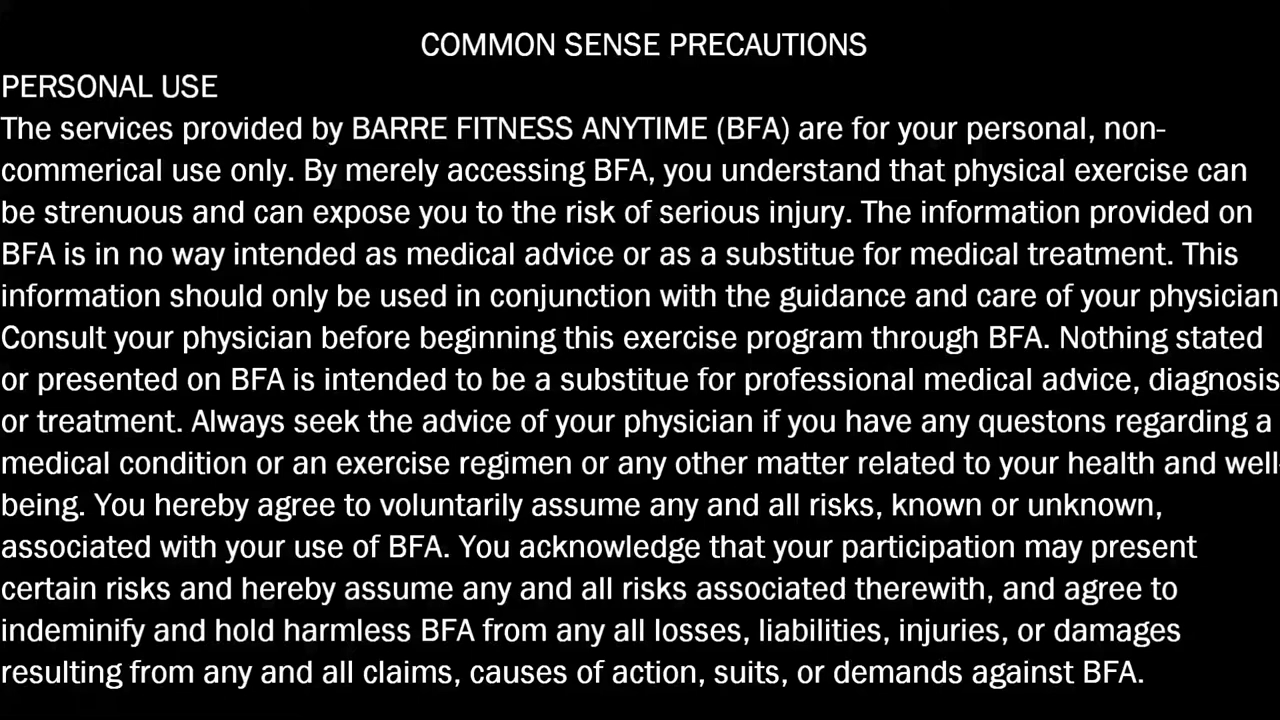 COMMON SENSE PRECAUTIONS
PERSONAL USE
The services provided by BARRE FITNESS ANYTIME (BFA) are for your personal, non-
commerical use only. By merely accessing BFA, you understand that physical exercise can
be strenuous and can expose you to the risk of serious injury. The information provided on
BFA is in no way intended as medical advice or as a substitue for medical treatment. This
information should only be used in conjunction with the guidance and care of your physician
Consult your physician before beginning this exercise program through BFA. Nothing stated
or presented on BFA is intended to be a substitue for professional medical advice, diagnosis
or treatment. Always seek the advice of your physician if you have any questons regarding a
medical condition or an exercise regimen or any other matter related to your health and well-
being. You hereby agree to voluntarily assume any and all risks, known or unknown,
associated with your use of BFA. You acknowledge that your participation may present
certain risks and hereby assume any and all risks associated therewith, and agree to
indeminify and hold harmless BFA from any all losses, liabilities, injuries, or damages
resulting from any and all claims, causes of action, suits, or demands against BFA.